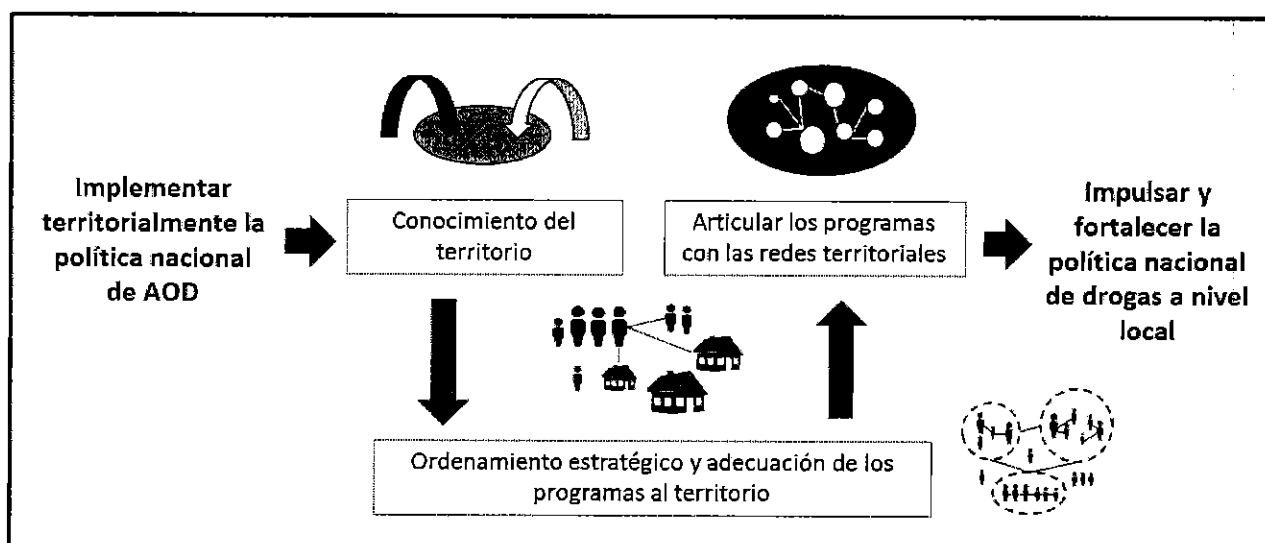 Implementar
territorialmente la
política nacional
de AOD
Conocimiento del
territorio
Ordenamiento estratégico y adecuación de los
programas al territorio
Articular los programas
con las redes territoriales
Impulsar y
fortalecer la
política nacional
de drogas a nivel
local